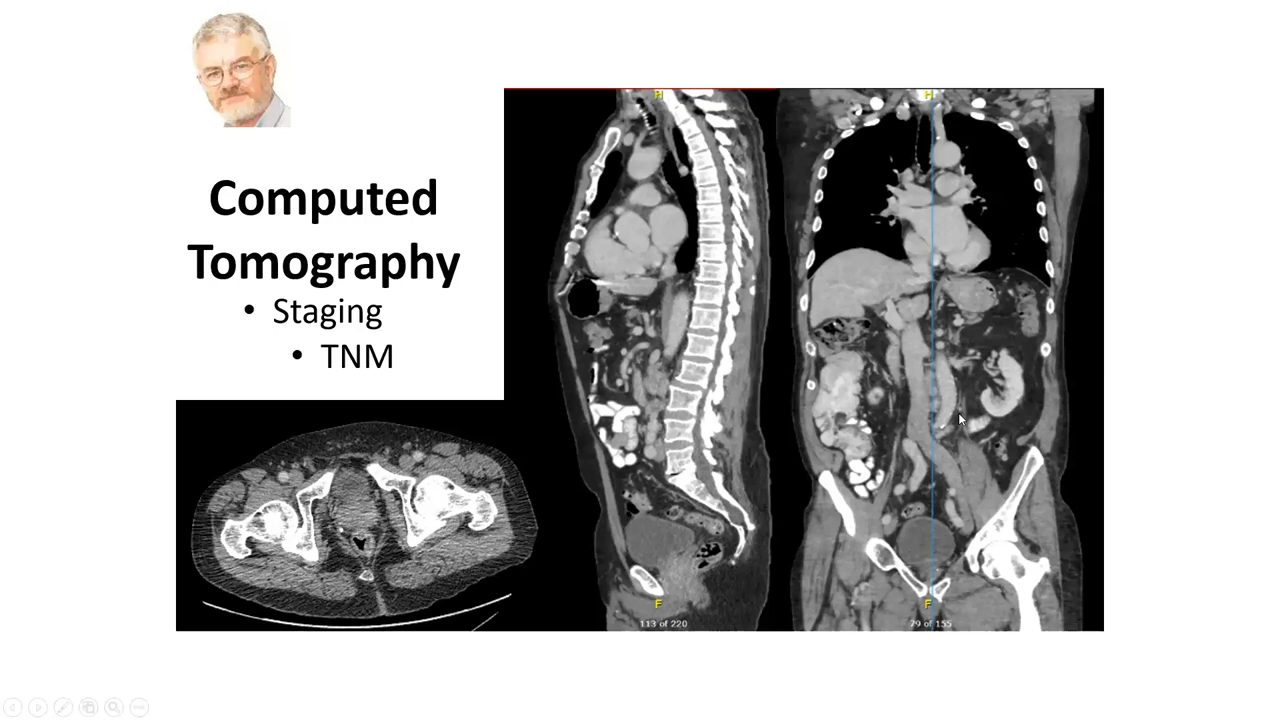 Computed
Tomography
• Staging
• TNM
H
H
F
F
113 of 220
79 of 155